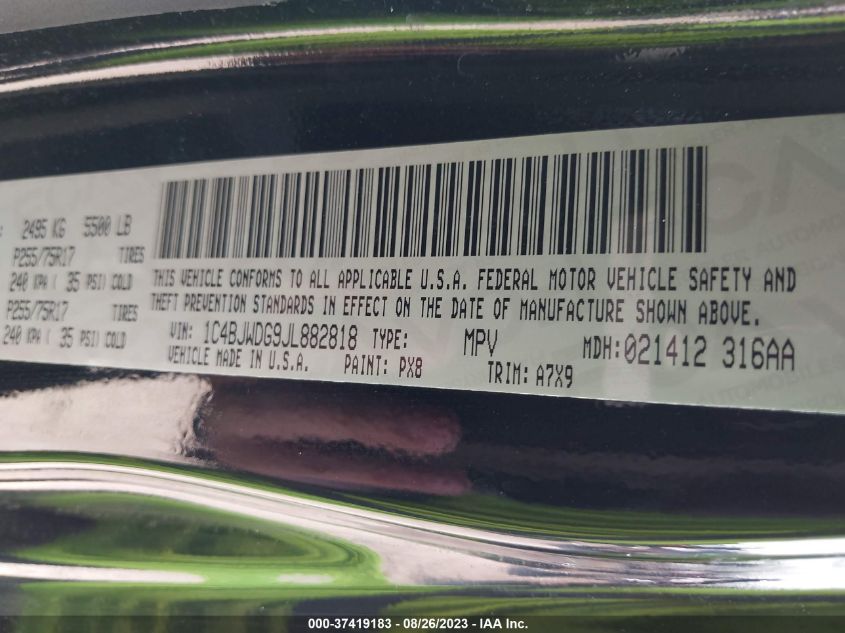 : 2495 KG 5500 LB
P255/75R17 TIRES
240 KPA ( 35 PSI) COLD
P255/75R17 TIRES
240 KPA ( 35 PSI) COLD
THIS VEHICLE CONFORMS TO ALL APPLICABLE U.S.A. FEDERAL MOTOR VEHICLE SAFETY AND
THEFT PREVENTION STANDARDS IN EFFECT ON THE DATE OF MANUFACTURE SHOWN ABOVE.
VIN: 1C4BJWDG9JL882818 TYPE: MPV MDH:021412 316AA
VEHICLE MADE IN U.S.A. PAINT: PX8 TRIM: A7X9
000-37419183 - 08/26/2023 - IAA Inc.